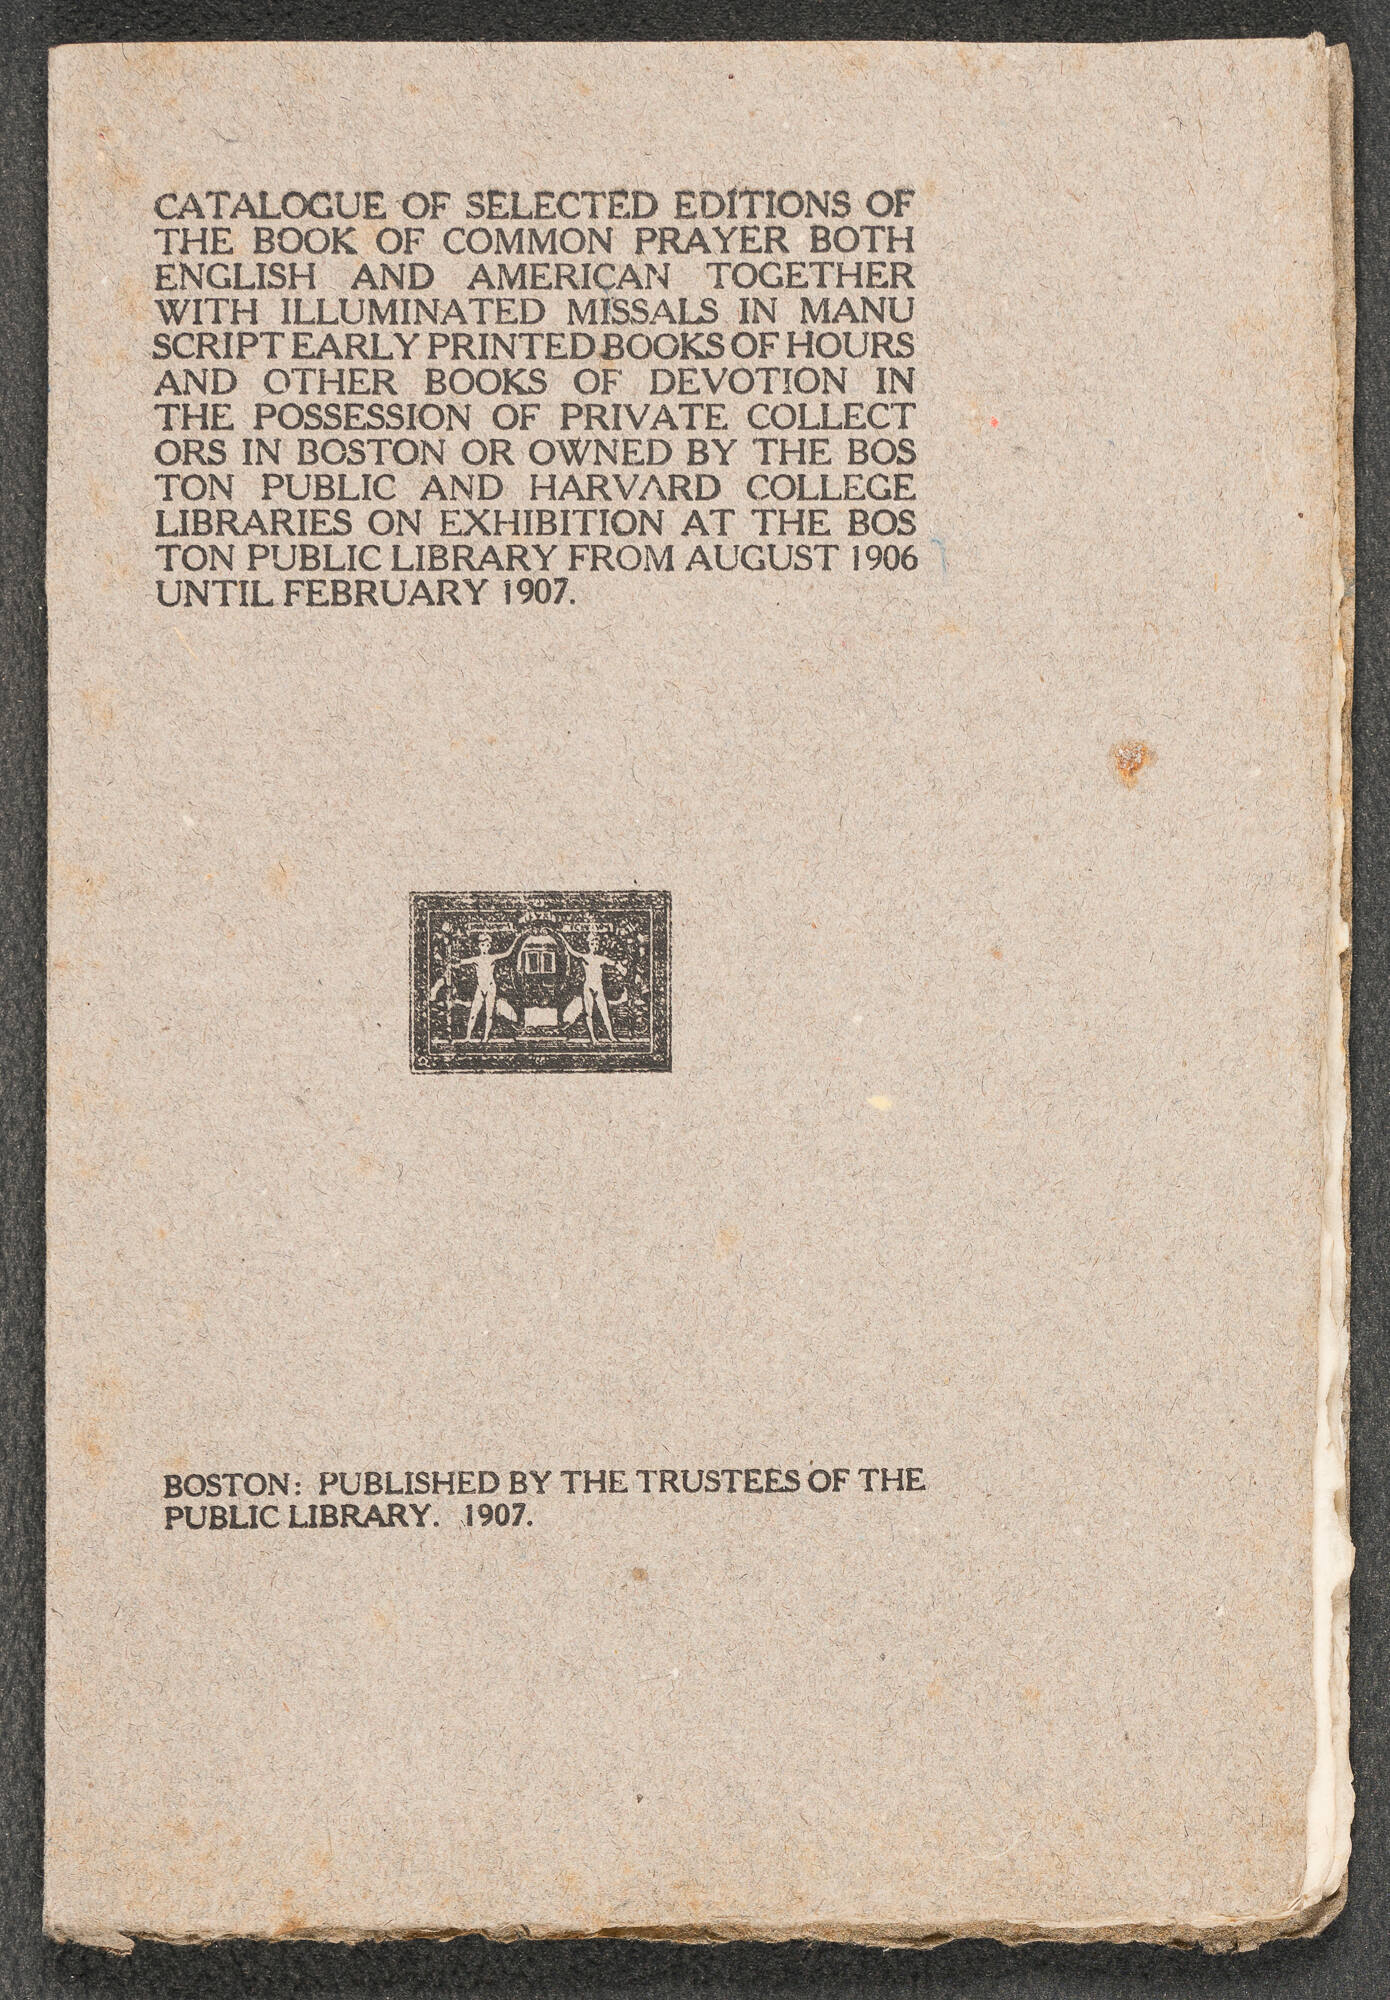 CATALOGUE OF SELECTED EDITIONS OF
THE BOOK OF COMMON PRAYER BOTH
ENGLISH AND AMERICAN TOGETHER
WITH ILLUMINATED MISSALS IN MANU
SCRIPT EARLY PRINTED BOOKS OF HOURS
AND OTHER BOOKS OF DEVOTION IN
THE POSSESSION OF PRIVATE COLLECT
ORS IN BOSTON OR OWNED BY THE BOS
TON PUBLIC AND HARVARD COLLEGE
LIBRARIES ON EXHIBITION AT THE BOS
TON PUBLIC LIBRARY FROM AUGUST 1906
UNTIL FEBRUARY 1907.
BOSTON: PUBLISHED BY THE TRUSTEES OF THE
PUBLIC LIBRARY. 1907.